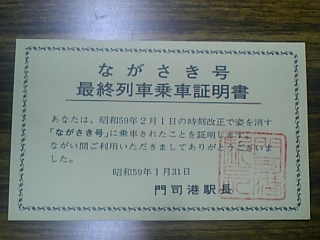 ながさき号
最終列車乗車証明書
あなたは、昭和59年2月1日の時刻改正で姿を消す
「ながさき号」に乗車されたことを証明します。
ながい間ご利用いただきましてありがとうございま
した。
昭和59年1月31日
門司港駅長